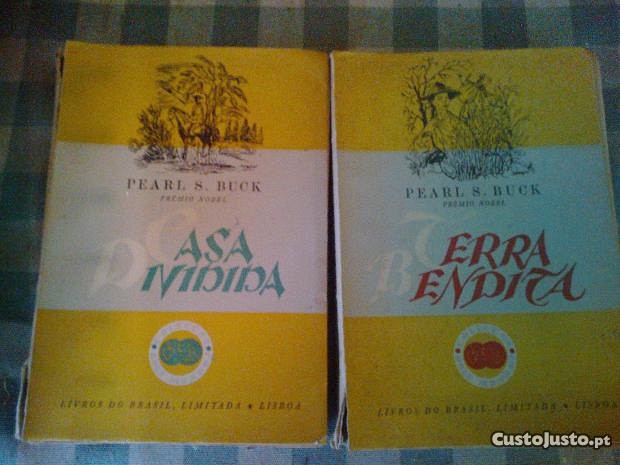 PEARL S. BUCK
PRÉMIO NOBEL
CASA
DIVIDIDA
LIVROS DO BRASIL, LIMITADA ★ LISBOA
PEARL S. BUCK
PRÉMIO NOBEL
TERRA
BENDITA
LIVROS DO BRASIL, LIMITADA ★ LISBOA
CustoJusto.pt